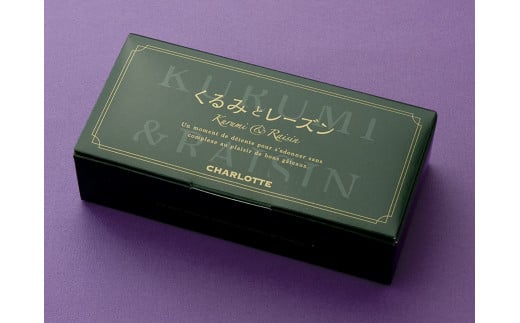 KURUMI
& RAISIN
くるみとレーズン
Kurumi & Raisin
Un moment de détente pour s'adonner sans
complexe au plaisir de bons gâteaux.
CHARLOTTE